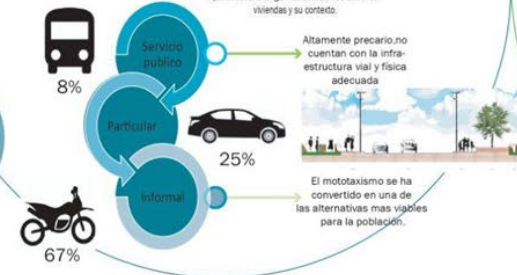 viviendas y su contexto.
Servicio
publico
Altamente precario,no
cuentan con la infra-
estructura vial y física
adecuada
8%
Particular
25%
Informal
El mototaxismo se ha
convertido en una de
las alternativas mas viables
para la población.
67%